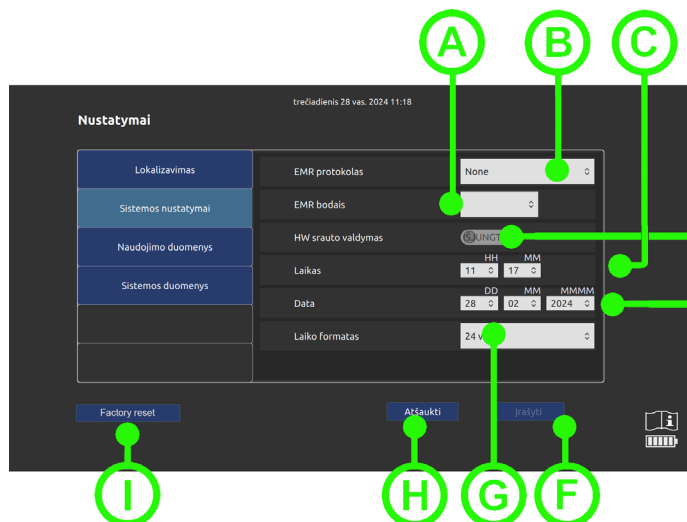 A
B
C
trečiadienis 28 vas. 2024 11:18
Nustatymai
Lokalizavimas
EMR protokolas
None
Sistemos nustatymai
EMR bodais
Naudojimo duomenys
HW srauto valdymas
HH MM
Sistemos duomenys
Laikas
11 17
DD MM MMMM
Data
28 02 2024
Laiko formatas
24 v
Factory reset
Atšaukti
Įrašyti
I
H
G
F